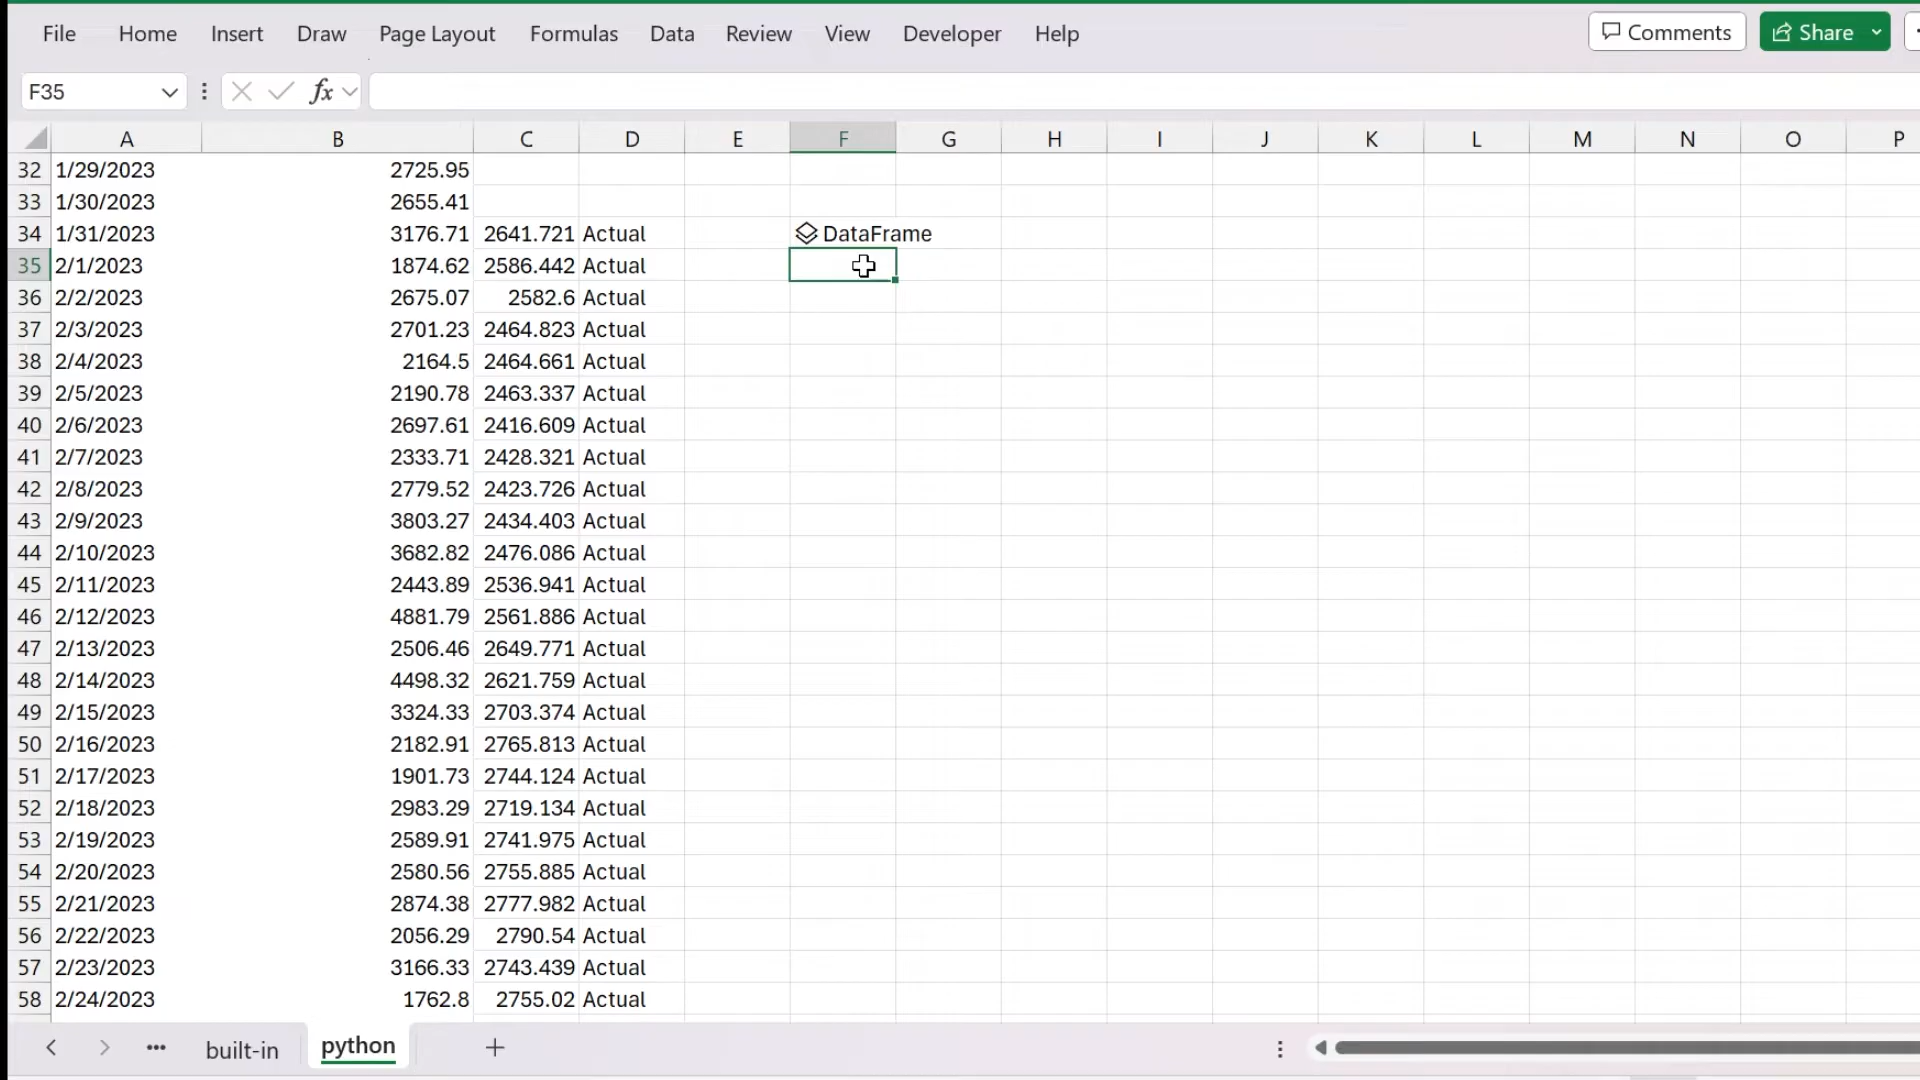 File Home Insert Draw Page Layout Formulas Data Review View Developer Help Comments Share
F35 fx
A B C D E F G H I J K L M N O P
32 1/29/2023 2725.95
33 1/30/2023 2655.41
34 1/31/2023 3176.71 2641.721 Actual DataFrame
35 2/1/2023 1874.62 2586.442 Actual
36 2/2/2023 2675.07 2582.6 Actual
37 2/3/2023 2701.23 2464.823 Actual
38 2/4/2023 2164.5 2464.661 Actual
39 2/5/2023 2190.78 2463.337 Actual
40 2/6/2023 2697.61 2416.609 Actual
41 2/7/2023 2333.71 2428.321 Actual
42 2/8/2023 2779.52 2423.726 Actual
43 2/9/2023 3803.27 2434.403 Actual
44 2/10/2023 3682.82 2476.086 Actual
45 2/11/2023 2443.89 2536.941 Actual
46 2/12/2023 4881.79 2561.886 Actual
47 2/13/2023 2506.46 2649.771 Actual
48 2/14/2023 4498.32 2621.759 Actual
49 2/15/2023 3324.33 2703.374 Actual
50 2/16/2023 2182.91 2765.813 Actual
51 2/17/2023 1901.73 2744.124 Actual
52 2/18/2023 2983.29 2719.134 Actual
53 2/19/2023 2589.91 2741.975 Actual
54 2/20/2023 2580.56 2755.885 Actual
55 2/21/2023 2874.38 2777.982 Actual
56 2/22/2023 2056.29 2790.54 Actual
57 2/23/2023 3166.33 2743.439 Actual
58 2/24/2023 1762.8 2755.02 Actual
built-in python